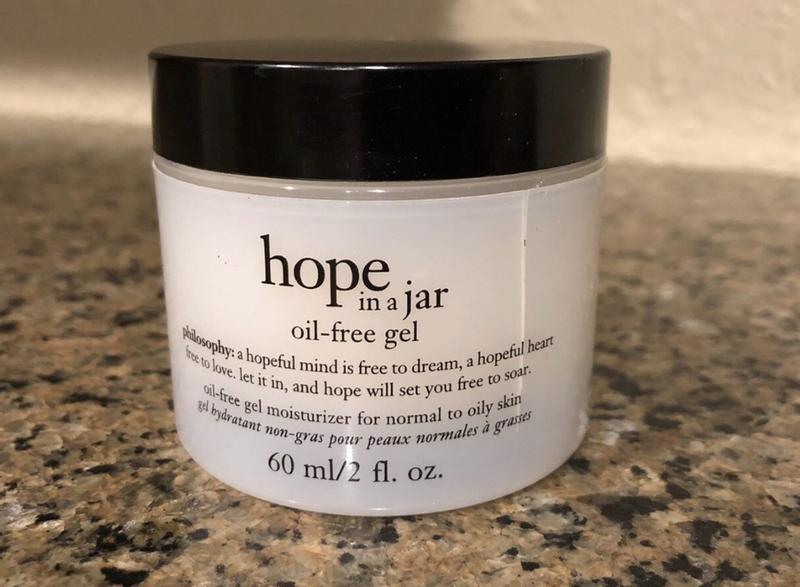 hope
in a jar
oil-free gel
philosophy: a hopeful mind is free to dream, a hopeful heart
free to love. let it in, and hope will set you free to soar.
oil-free gel moisturizer for normal to oily skin
gel hydratant non-gras pour peaux normales à grasses
60 ml/2 fl. oz.